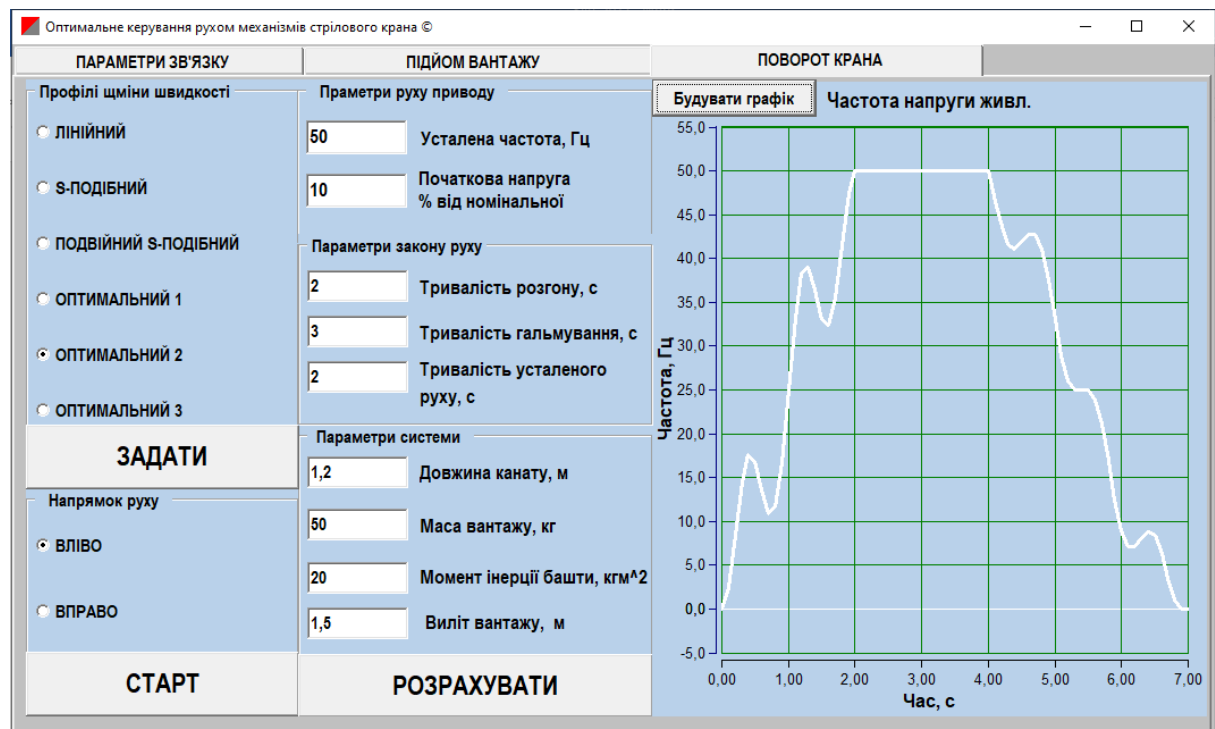 Оптимальне керування рухом механізмів стрілового крана ©
ПАРАМЕТРИ ЗВ'ЯЗКУ
ПІДЙОМ ВАНТАЖУ
ПОВОРОТ КРАНА
Профілі щміни швидкості
ЛІНІЙНИЙ
S-ПОДІБНИЙ
ПОДВІЙНИЙ S-ПОДІБНИЙ
ОПТИМАЛЬНИЙ 1
ОПТИМАЛЬНИЙ 2
ОПТИМАЛЬНИЙ 3
ЗАДАТИ
Напрямок руху
ВЛІВО
ВПРАВО
СТАРТ
Праметри руху приводу
50 Усталена частота, Гц
10 Початкова напруга
% від номінальної
Параметри закону руху
2 Тривалість розгону, с
3 Тривалість гальмування, с
2 Тривалість усталеного
руху, с
Параметри системи
1,2 Довжина канату, м
50 Маса вантажу, кг
20 Момент інерції башти, кгм^2
1,5 Виліт вантажу, м
РОЗРАХУВАТИ
Будувати графік
Частота напруги живл.
Частота, Гц
55,0
50,0
45,0
40,0
35,0
30,0
25,0
20,0
15,0
10,0
5,0
0,0
-5,0
0,00 1,00 2,00 3,00 4,00 5,00 6,00 7,00
Час, с